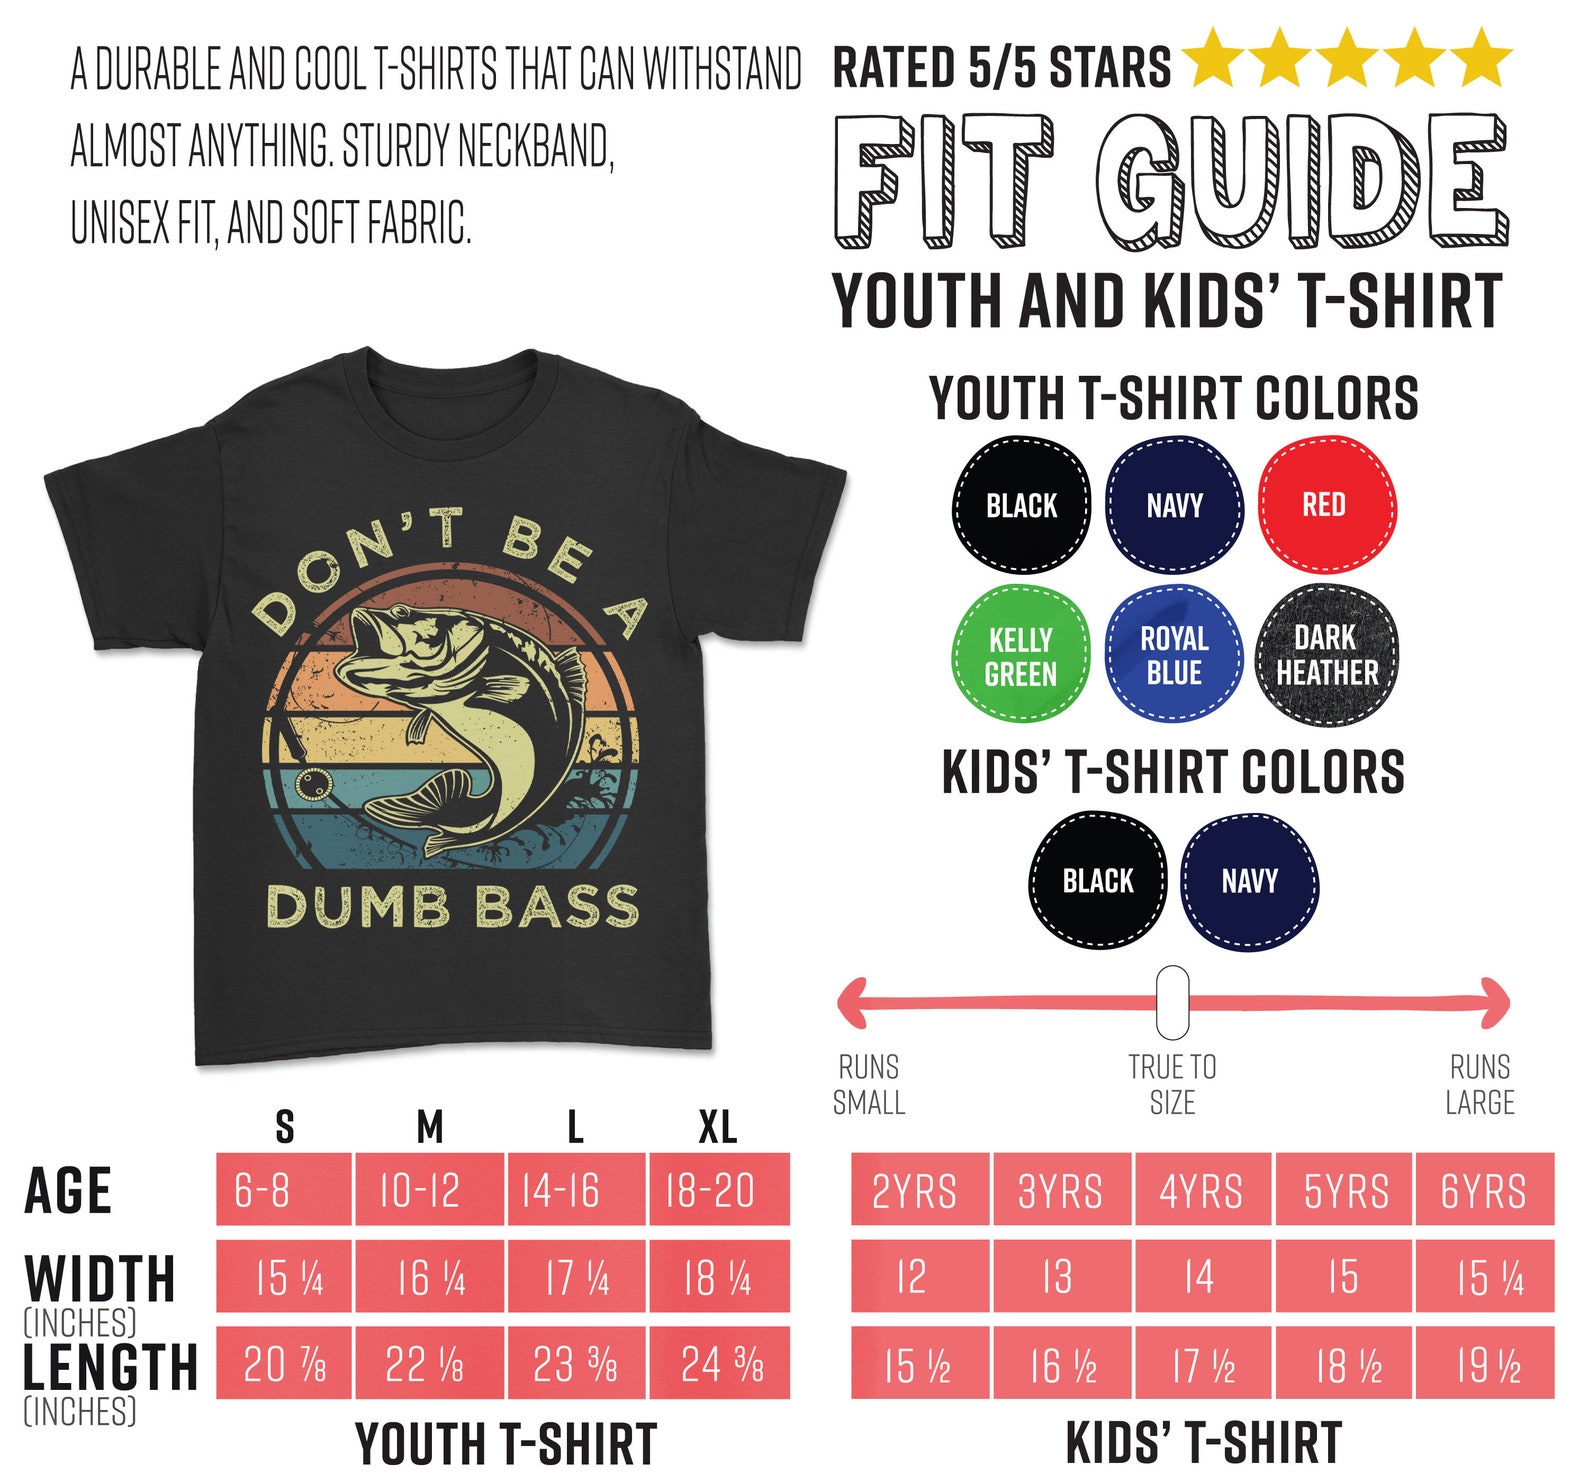 A DURABLE AND COOL T-SHIRTS THAT CAN WITHSTAND
ALMOST ANYTHING. STURDY NECKBAND,
UNISEX FIT, AND SOFT FABRIC.
RATED 5/5 STARS
FIT GUIDE
YOUTH AND KIDS' T-SHIRT
DON'T BE A
DUMB BASS
YOUTH T-SHIRT COLORS
BLACK NAVY RED
KELLY GREEN ROYAL BLUE DARK HEATHER
KIDS' T-SHIRT COLORS
BLACK NAVY
RUNS SMALL TRUE TO SIZE RUNS LARGE
S M L XL
AGE 6-8 10-12 14-16 18-20
WIDTH (INCHES) 15 ¼ 16 ¼ 17 ¼ 18 ¼
LENGTH (INCHES) 20 ⅞ 22 ⅛ 23 ⅜ 24 ⅜
YOUTH T-SHIRT
2YRS 3YRS 4YRS 5YRS 6YRS
12 13 14 15 15 ¼
15 ½ 16 ½ 17 ½ 18 ½ 19 ½
KIDS' T-SHIRT